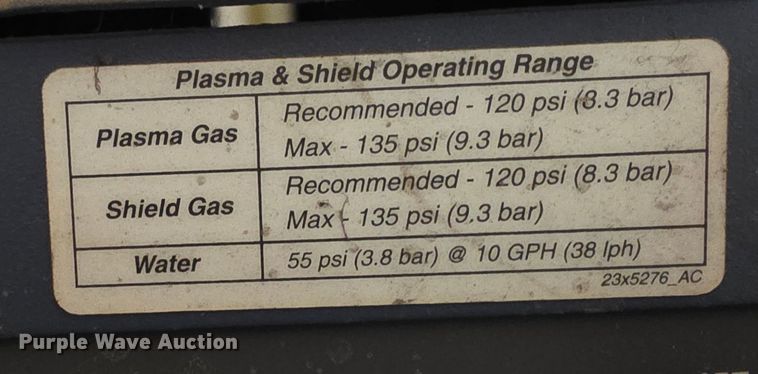 Plasma & Shield Operating Range
Plasma Gas
Recommended - 120 psi (8.3 bar)
Max - 135 psi (9.3 bar)
Shield Gas
Recommended - 120 psi (8.3 bar)
Max - 135 psi (9.3 bar)
Water
55 psi (3.8 bar) @ 10 GPH (38 lph)
23x5276_AC
Purple Wave Auction